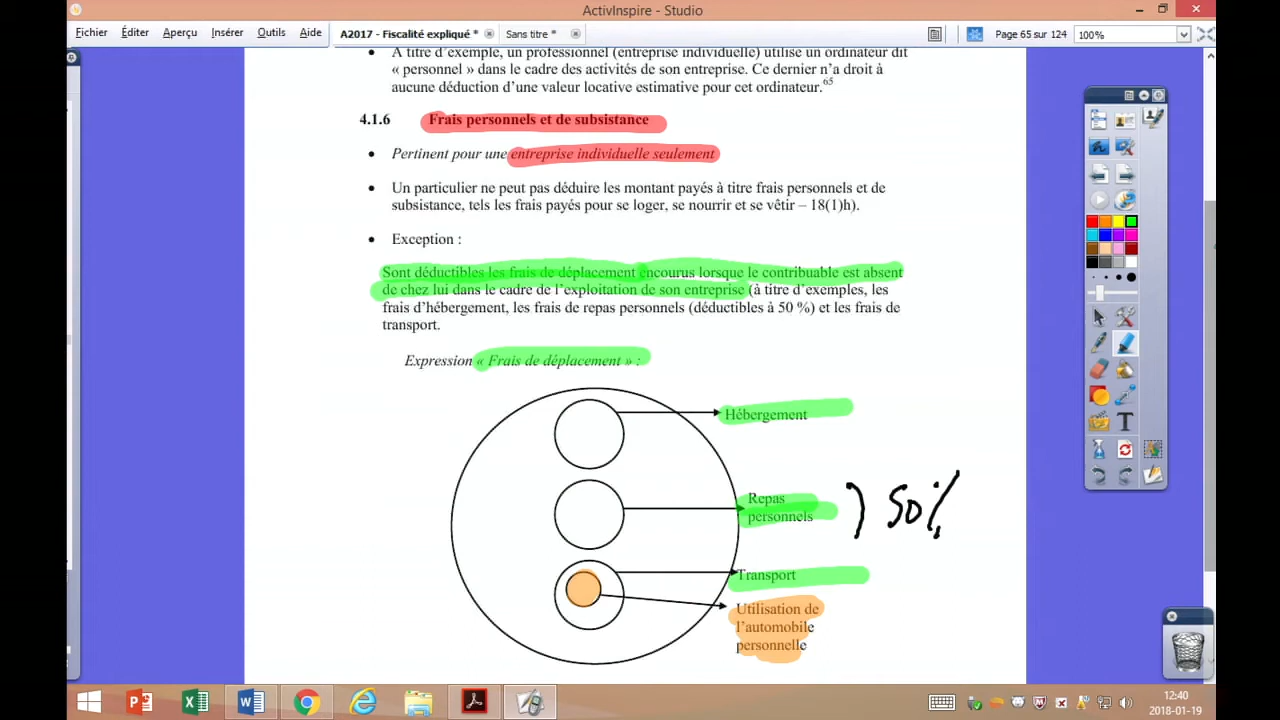 ActivInspire - Studio
Fichier Éditer Aperçu Insérer Outils Aide A2017 - Fiscalité expliqué * Sans titre * Page 65 sur 124 100%
• A titre d'exemple, un professionnel (entreprise individuelle) utilise un ordinateur dit
« personnel » dans le cadre des activités de son entreprise. Ce dernier n'a droit à
aucune déduction d'une valeur locative estimative pour cet ordinateur.65
4.1.6 Frais personnels et de subsistance
• Pertinent pour une entreprise individuelle seulement
• Un particulier ne peut pas déduire les montant payés à titre frais personnels et de
subsistance, tels les frais payés pour se loger, se nourrir et se vêtir – 18(1)h).
• Exception :
Sont déductibles les frais de déplacement encourus lorsque le contribuable est absent
de chez lui dans le cadre de l'exploitation de son entreprise (à titre d'exemples, les
frais d'hébergement, les frais de repas personnels (déductibles à 50 %) et les frais de
transport.
Expression « Frais de déplacement » :
Hébergement
Repas
personnels
) 50%
Transport
Utilisation de
l'automobile
personnelle
12:40
2018-01-19